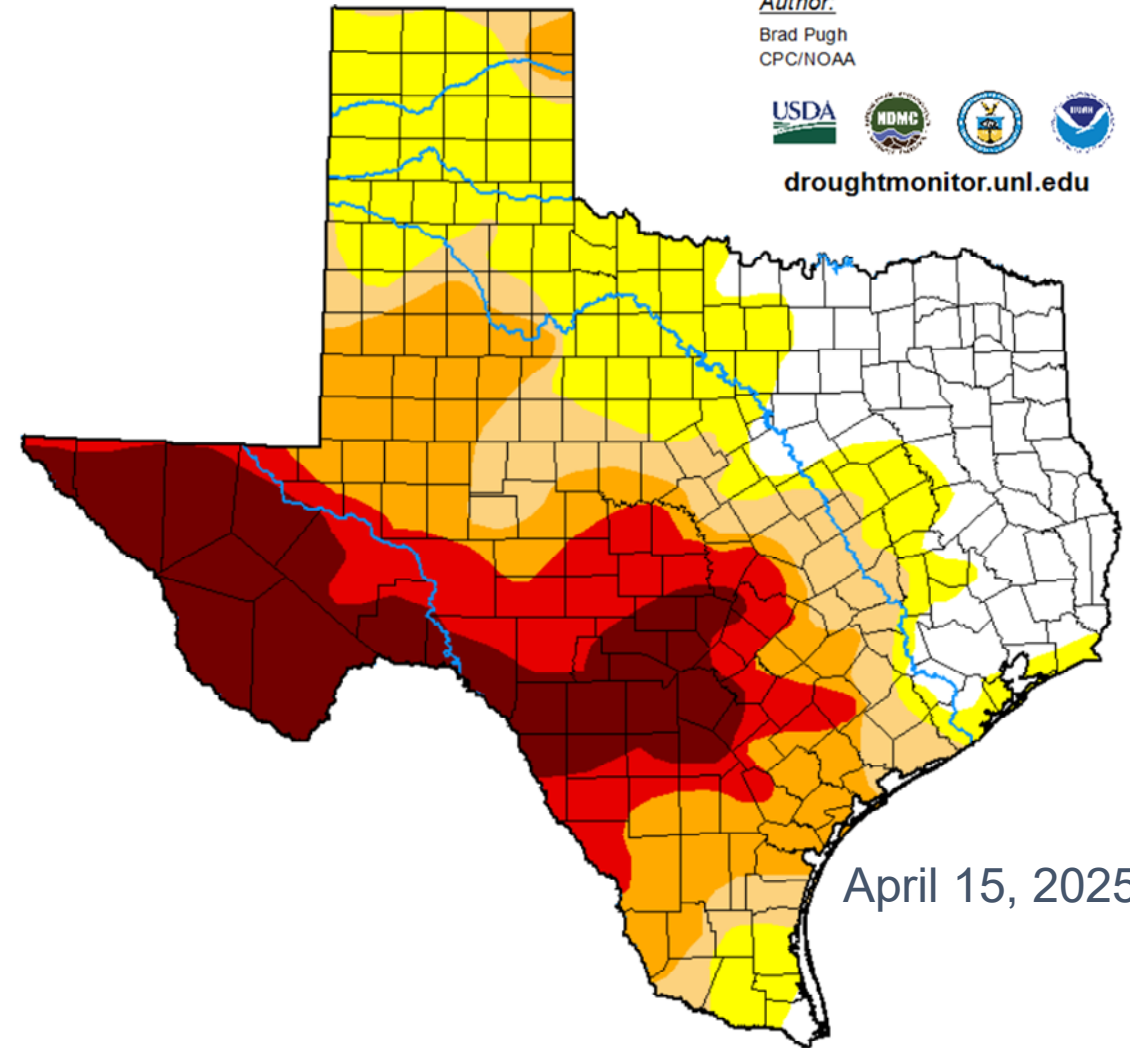 Author:
Brad Pugh
CPC/NOAA
USDA
NDMC
droughtmonitor.unl.edu
April 15, 2025